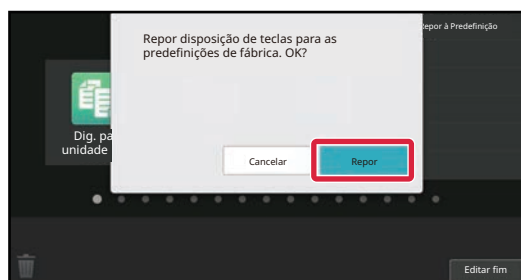 Repor à Predefinição
Repor disposição de teclas para as
predefinições de fábrica. OK?
Dig. pa
unidade
Cancelar
Repor
Editar fim